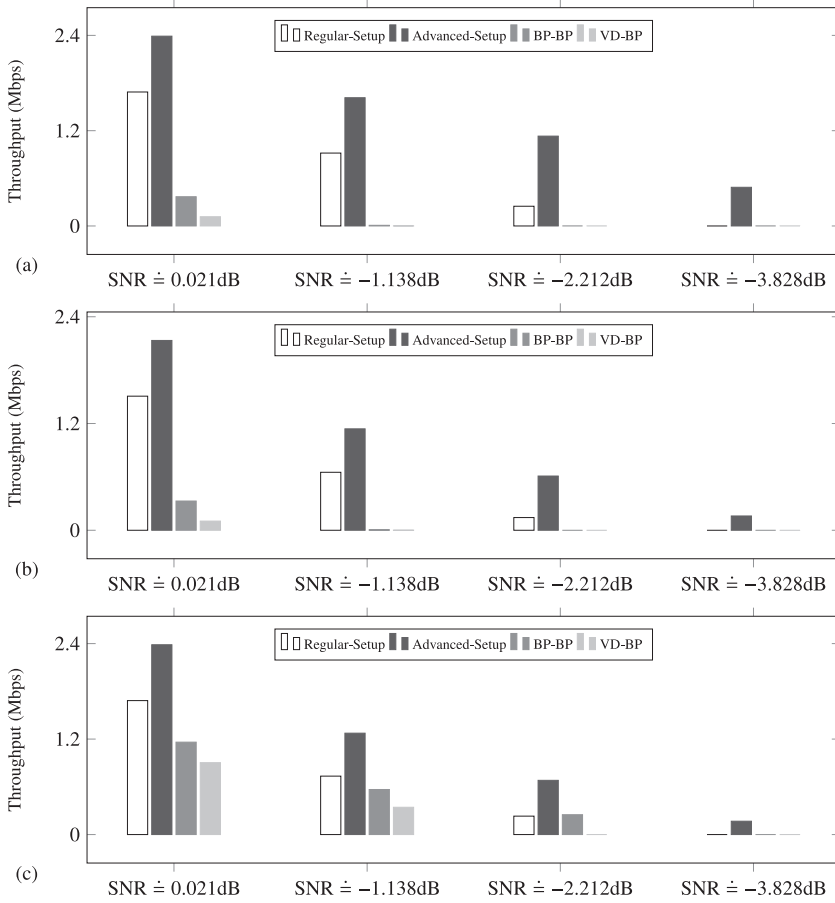 2.4
1.2
0
Throughput (Mbps)
Regular-Setup Advanced-Setup BP-BP VD-BP
(a)
SNR ≐ 0.021dB SNR ≐ −1.138dB SNR ≐ −2.212dB SNR ≐ −3.828dB
2.4
1.2
0
Throughput (Mbps)
Regular-Setup Advanced-Setup BP-BP VD-BP
(b)
SNR ≐ 0.021dB SNR ≐ −1.138dB SNR ≐ −2.212dB SNR ≐ −3.828dB
2.4
1.2
0
Throughput (Mbps)
Regular-Setup Advanced-Setup BP-BP VD-BP
(c)
SNR ≐ 0.021dB SNR ≐ −1.138dB SNR ≐ −2.212dB SNR ≐ −3.828dB